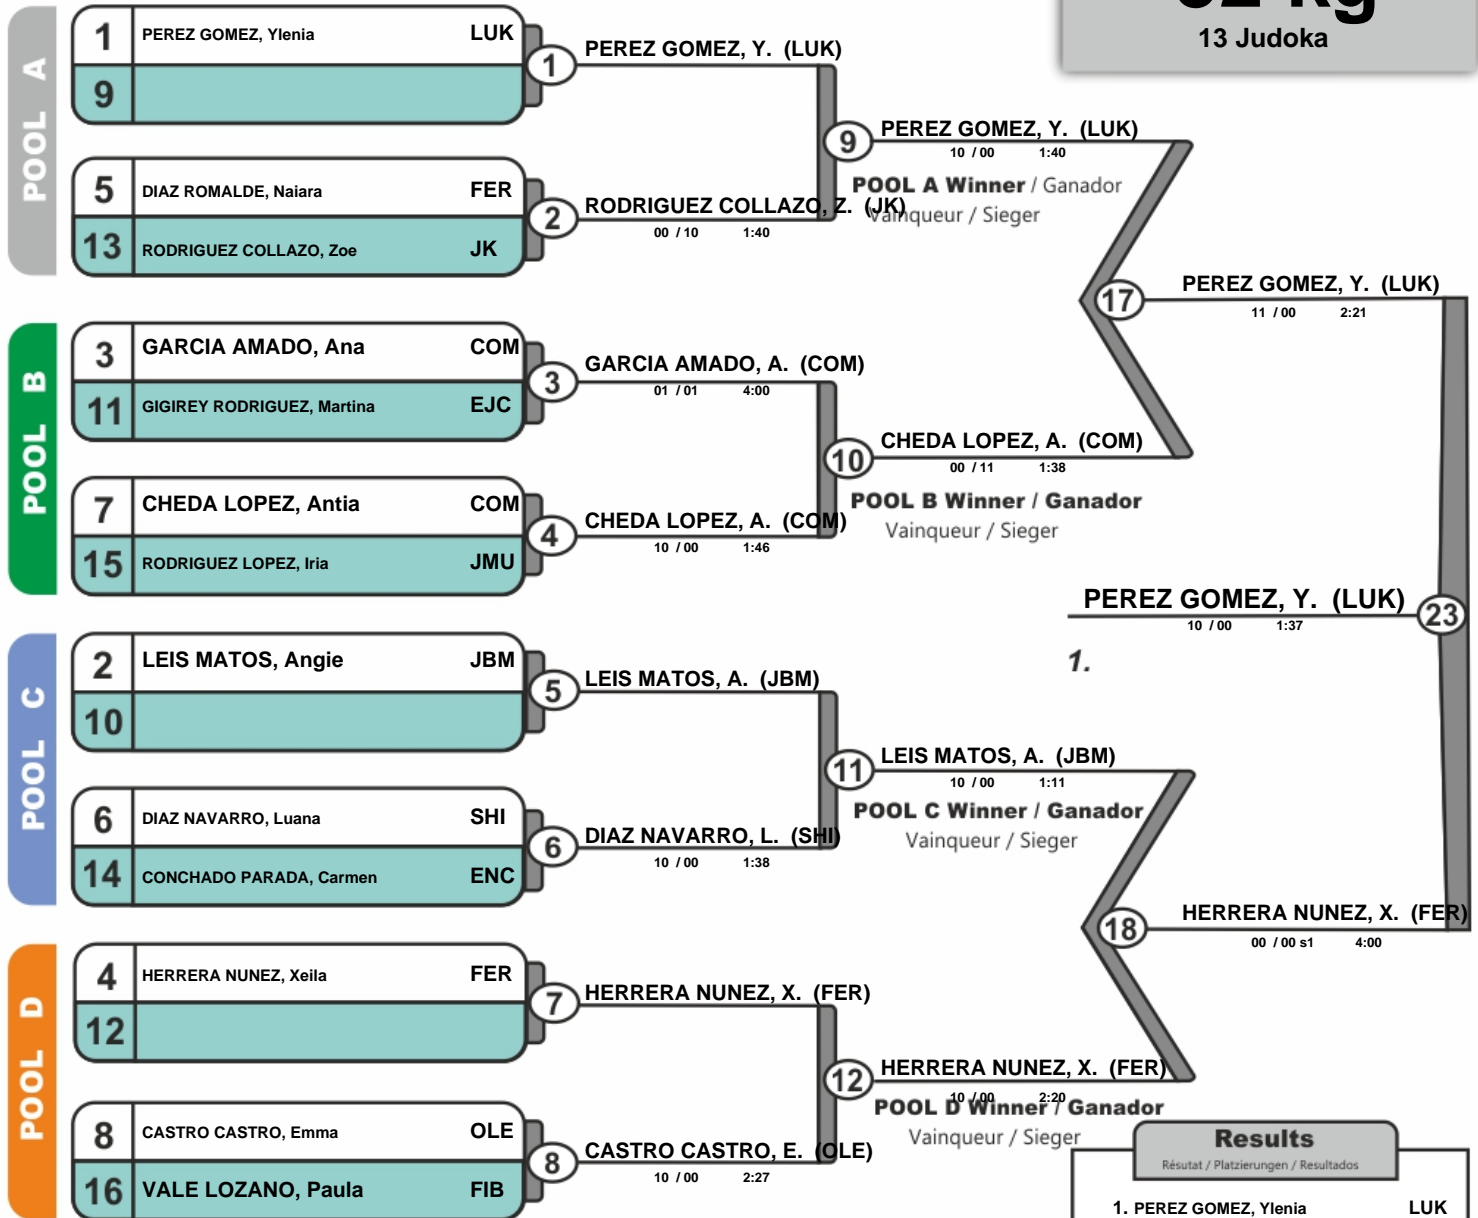 13 Judoka
POOL A
1 PEREZ GOMEZ, Ylenia LUK
9
1
PEREZ GOMEZ, Y. (LUK)
5 DIAZ ROMALDE, Naiara FER
13 RODRIGUEZ COLLAZO, Zoe JK
2
RODRIGUEZ COLLAZO, Z. (JK)
00 / 10 1:40
9
PEREZ GOMEZ, Y. (LUK)
10 / 00 1:40
POOL A Winner / Ganador
Vainqueur / Sieger
POOL B
3 GARCIA AMADO, Ana COM
11 GIGIREY RODRIGUEZ, Martina EJC
3
GARCIA AMADO, A. (COM)
01 / 01 4:00
7 CHEDA LOPEZ, Antia COM
15 RODRIGUEZ LOPEZ, Iria JMU
4
CHEDA LOPEZ, A. (COM)
10 / 00 1:46
10
CHEDA LOPEZ, A. (COM)
00 / 11 1:38
POOL B Winner / Ganador
Vainqueur / Sieger
17
PEREZ GOMEZ, Y. (LUK)
11 / 00 2:21
PEREZ GOMEZ, Y. (LUK)
23
10 / 00 1:37
1.
POOL C
2 LEIS MATOS, Angie JBM
10
5
LEIS MATOS, A. (JBM)
6 DIAZ NAVARRO, Luana SHI
14 CONCHADO PARADA, Carmen ENC
6
DIAZ NAVARRO, L. (SHI)
10 / 00 1:38
11
LEIS MATOS, A. (JBM)
10 / 00 1:11
POOL C Winner / Ganador
Vainqueur / Sieger
18
HERRERA NUNEZ, X. (FER)
00 / 00 s1 4:00
POOL D
4 HERRERA NUNEZ, Xeila FER
12
7
HERRERA NUNEZ, X. (FER)
8 CASTRO CASTRO, Emma OLE
16 VALE LOZANO, Paula FIB
8
CASTRO CASTRO, E. (OLE)
10 / 00 2:27
12
HERRERA NUNEZ, X. (FER)
10 / 00 2:20
POOL D Winner / Ganador
Vainqueur / Sieger
Results
Résutat / Platzierungen / Resultados
1. PEREZ GOMEZ, Ylenia LUK